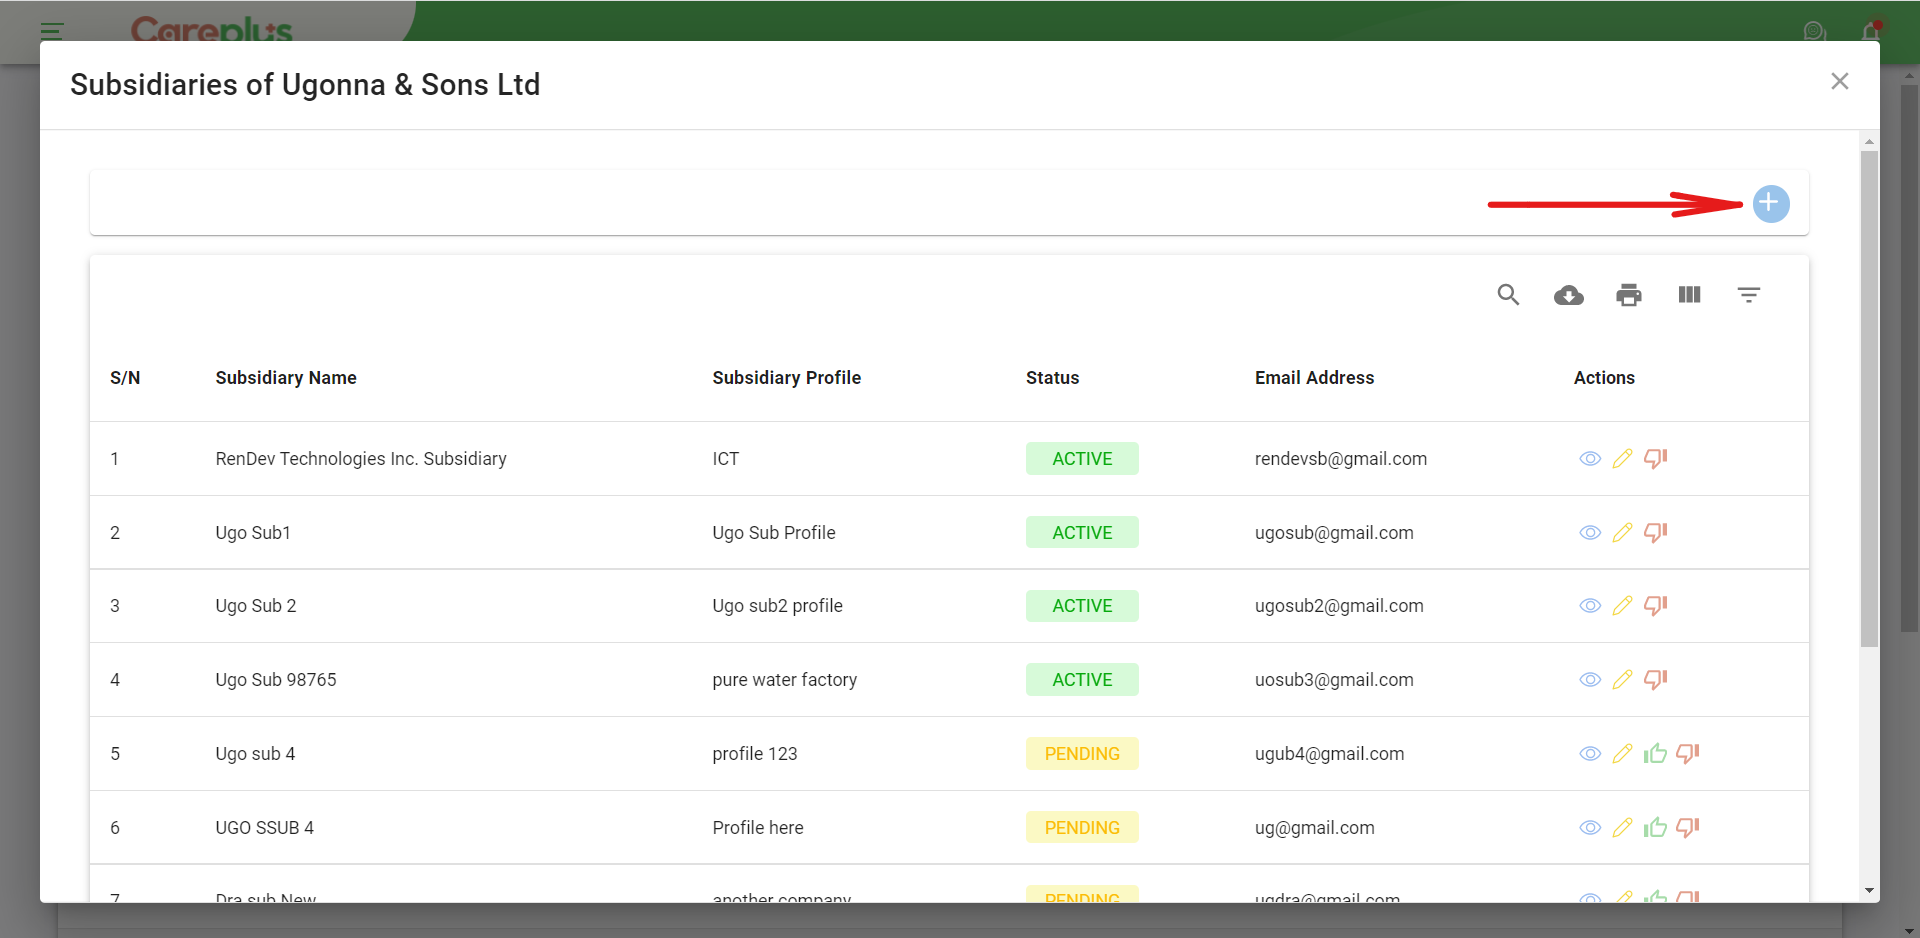 Careplus
Subsidiaries of Ugonna & Sons Ltd
S/N Subsidiary Name Subsidiary Profile Status Email Address Actions
1 RenDev Technologies Inc. Subsidiary ICT ACTIVE rendevsb@gmail.com
2 Ugo Sub1 Ugo Sub Profile ACTIVE ugosub@gmail.com
3 Ugo Sub 2 Ugo sub2 profile ACTIVE ugosub2@gmail.com
4 Ugo Sub 98765 pure water factory ACTIVE uosub3@gmail.com
5 Ugo sub 4 profile 123 PENDING ugub4@gmail.com
6 UGO SSUB 4 Profile here PENDING ug@gmail.com
7 Dra sub New another company PENDING ugdra@gmail.com